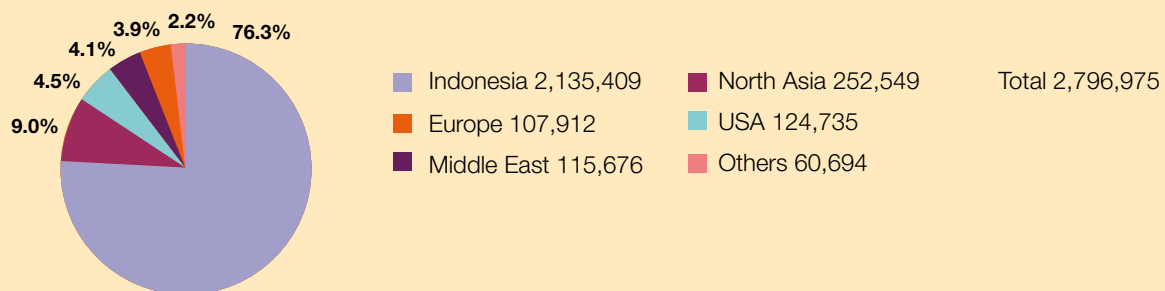 3.9% 2.2% 76.3%
4.1%
4.5%
9.0%
Indonesia 2,135,409 North Asia 252,549 Total 2,796,975
Europe 107,912 USA 124,735
Middle East 115,676 Others 60,694